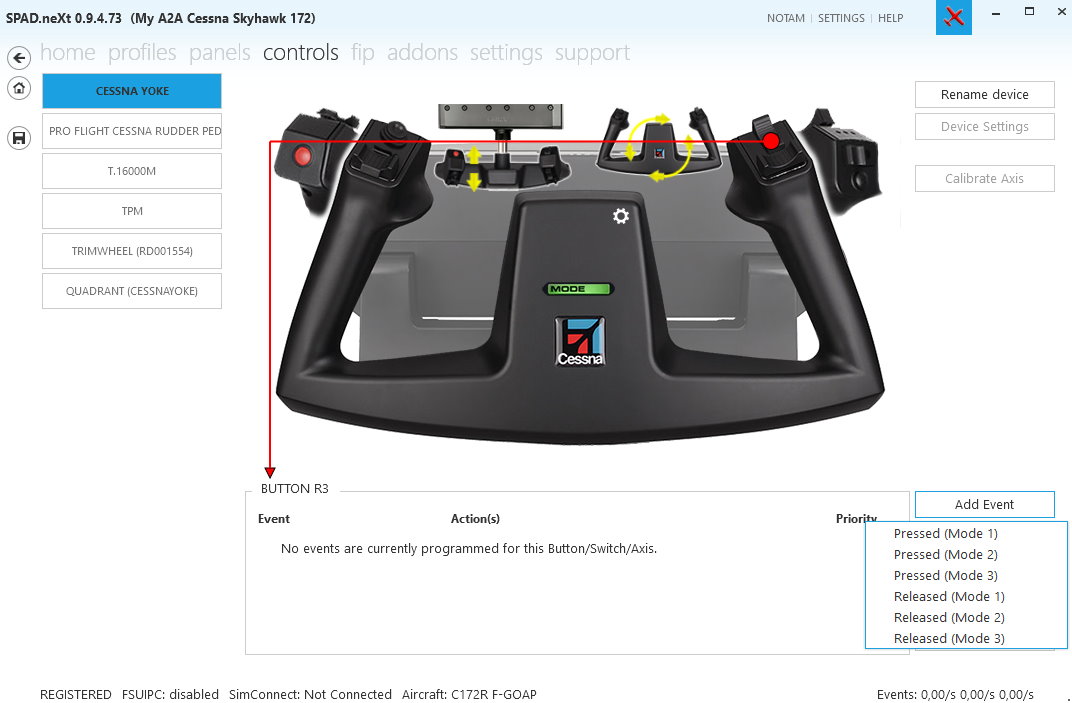 SPAD.neXt 0.9.4.73 (My A2A Cessna Skyhawk 172)
NOTAM | SETTINGS | HELP
home profiles panels controls fip addons settings support
CESSNA YOKE
PRO FLIGHT CESSNA RUDDER PED
T.16000M
TPM
TRIMWHEEL (RD001554)
QUADRANT (CESSNAYOKE)
Rename device
Device Settings
Calibrate Axis
MODE
Cessna
BUTTON R3
Event Action(s) Priority
No events are currently programmed for this Button/Switch/Axis.
Add Event
Pressed (Mode 1)
Pressed (Mode 2)
Pressed (Mode 3)
Released (Mode 1)
Released (Mode 2)
Released (Mode 3)
REGISTERED FSUIPC: disabled SimConnect: Not Connected Aircraft: C172R F-GOAP
Events: 0,00/s 0,00/s 0,00/s